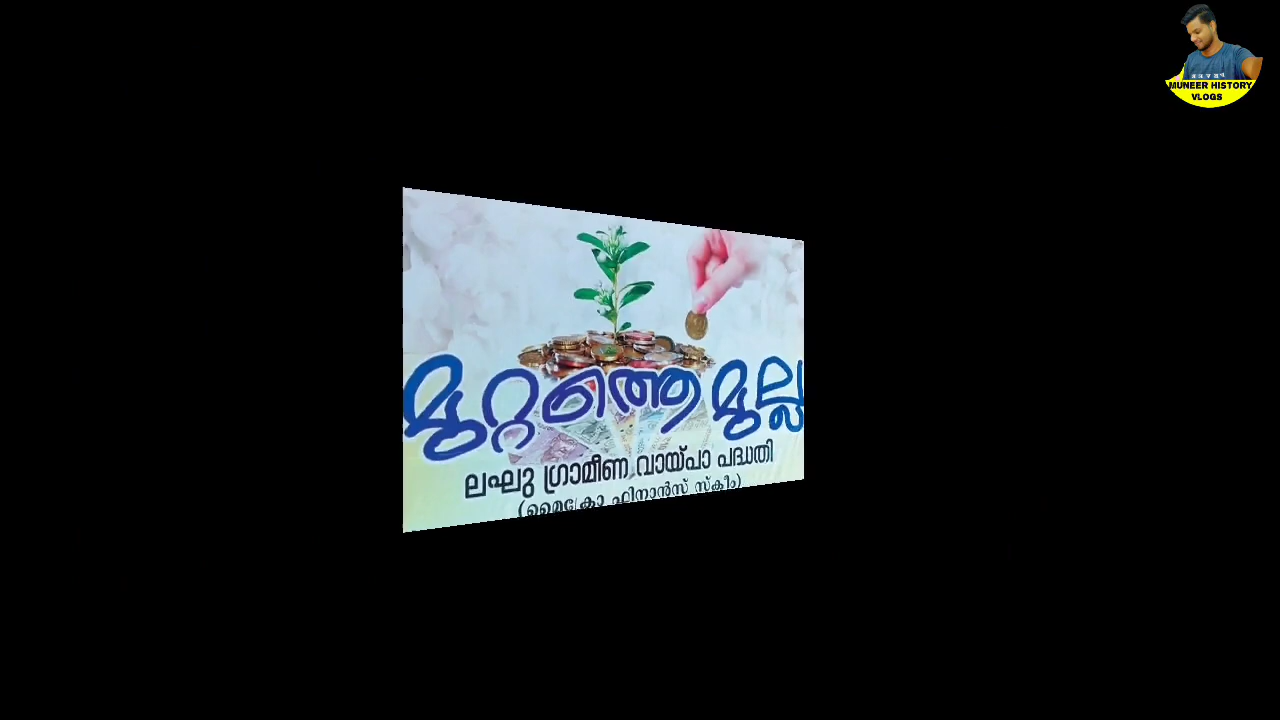 MUNEER HISTORY
VLOGS
മുറ്റത്തെ മുല്ല
ലഘു ഗ്രാമീണ വായ്പാ പദ്ധതി
(മൈക്രോ ഫിനാൻസ് സ്കീം)